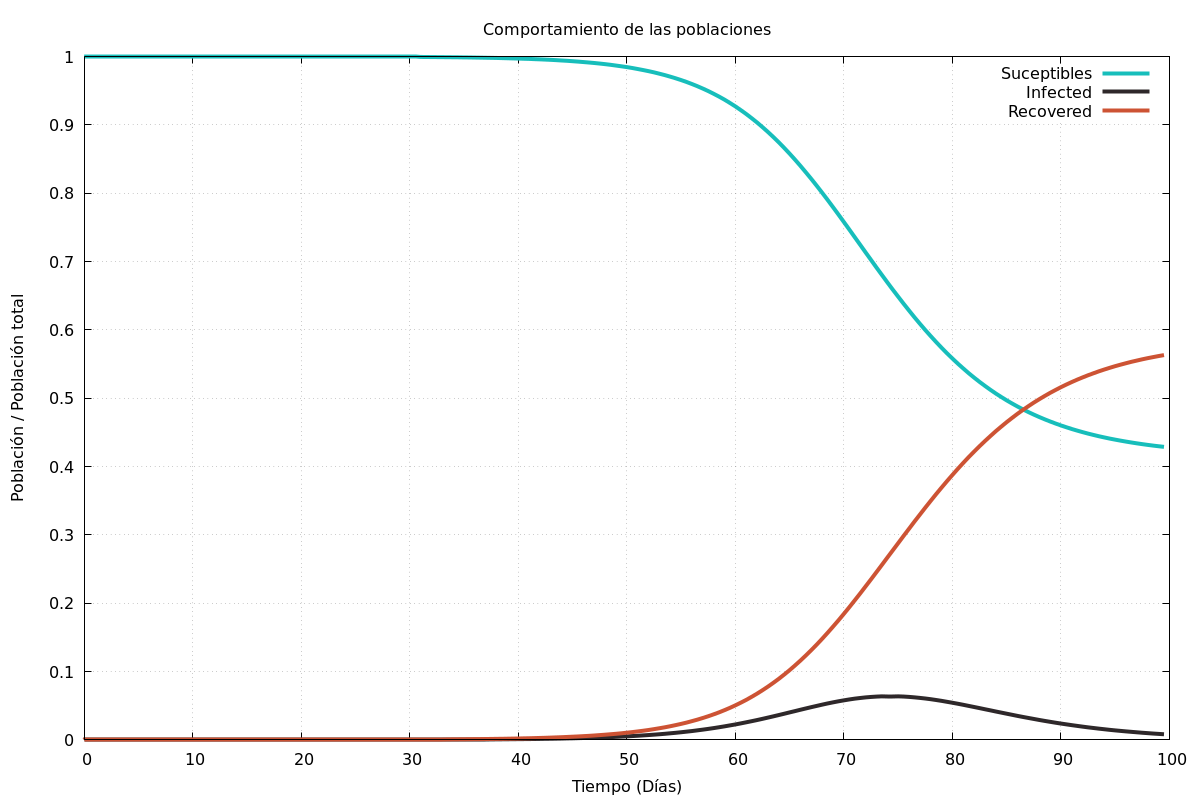 Comportamiento de las poblaciones
Suceptibles
Infected
Recovered
1
0.9
0.8
0.7
0.6
0.5
0.4
0.3
0.2
0.1
0
Población / Población total
0 10 20 30 40 50 60 70 80 90 100
Tiempo (Días)